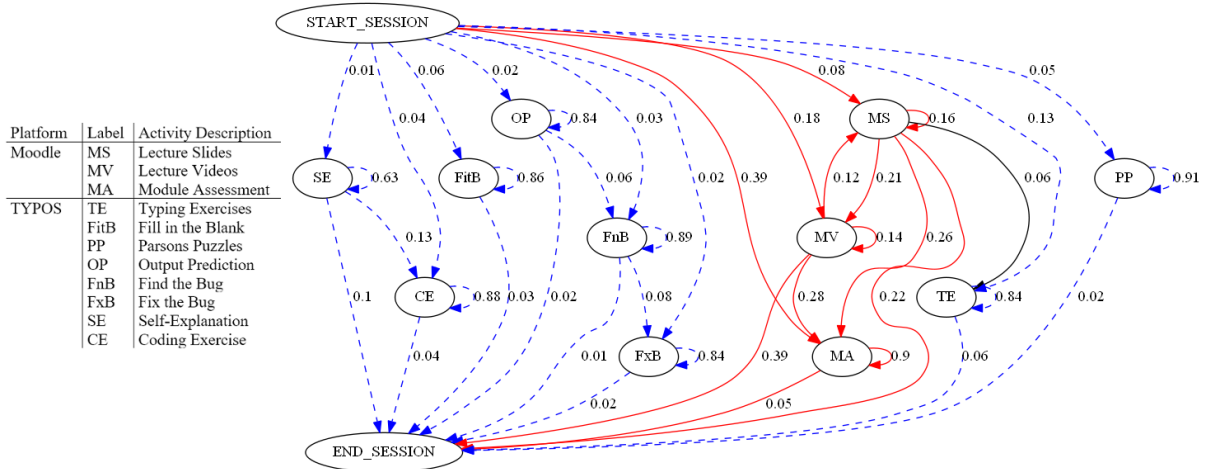 START_SESSION
0.01
0.06
0.02
0.08
0.05
OP
0.84
0.04
0.03
0.18
MS
0.16
0.13
Platform Label Activity Description
Moodle MS Lecture Slides
MV Lecture Videos
MA Module Assessment
TYPOS TE Typing Exercises
FitB Fill in the Blank
PP Parsons Puzzles
OP Output Prediction
FnB Find the Bug
FxB Fix the Bug
SE Self-Explanation
CE Coding Exercise
SE
0.63
FitB
0.86
0.06
0.02
0.39
0.12
0.21
0.06
PP
0.91
0.13
FnB
0.89
MV
0.14
0.26
0.1
CE
0.88
0.03
0.02
0.08
0.28
0.22
TE
0.84
0.02
0.04
0.01
FxB
0.84
0.39
MA
0.9
0.06
0.02
0.05
END_SESSION